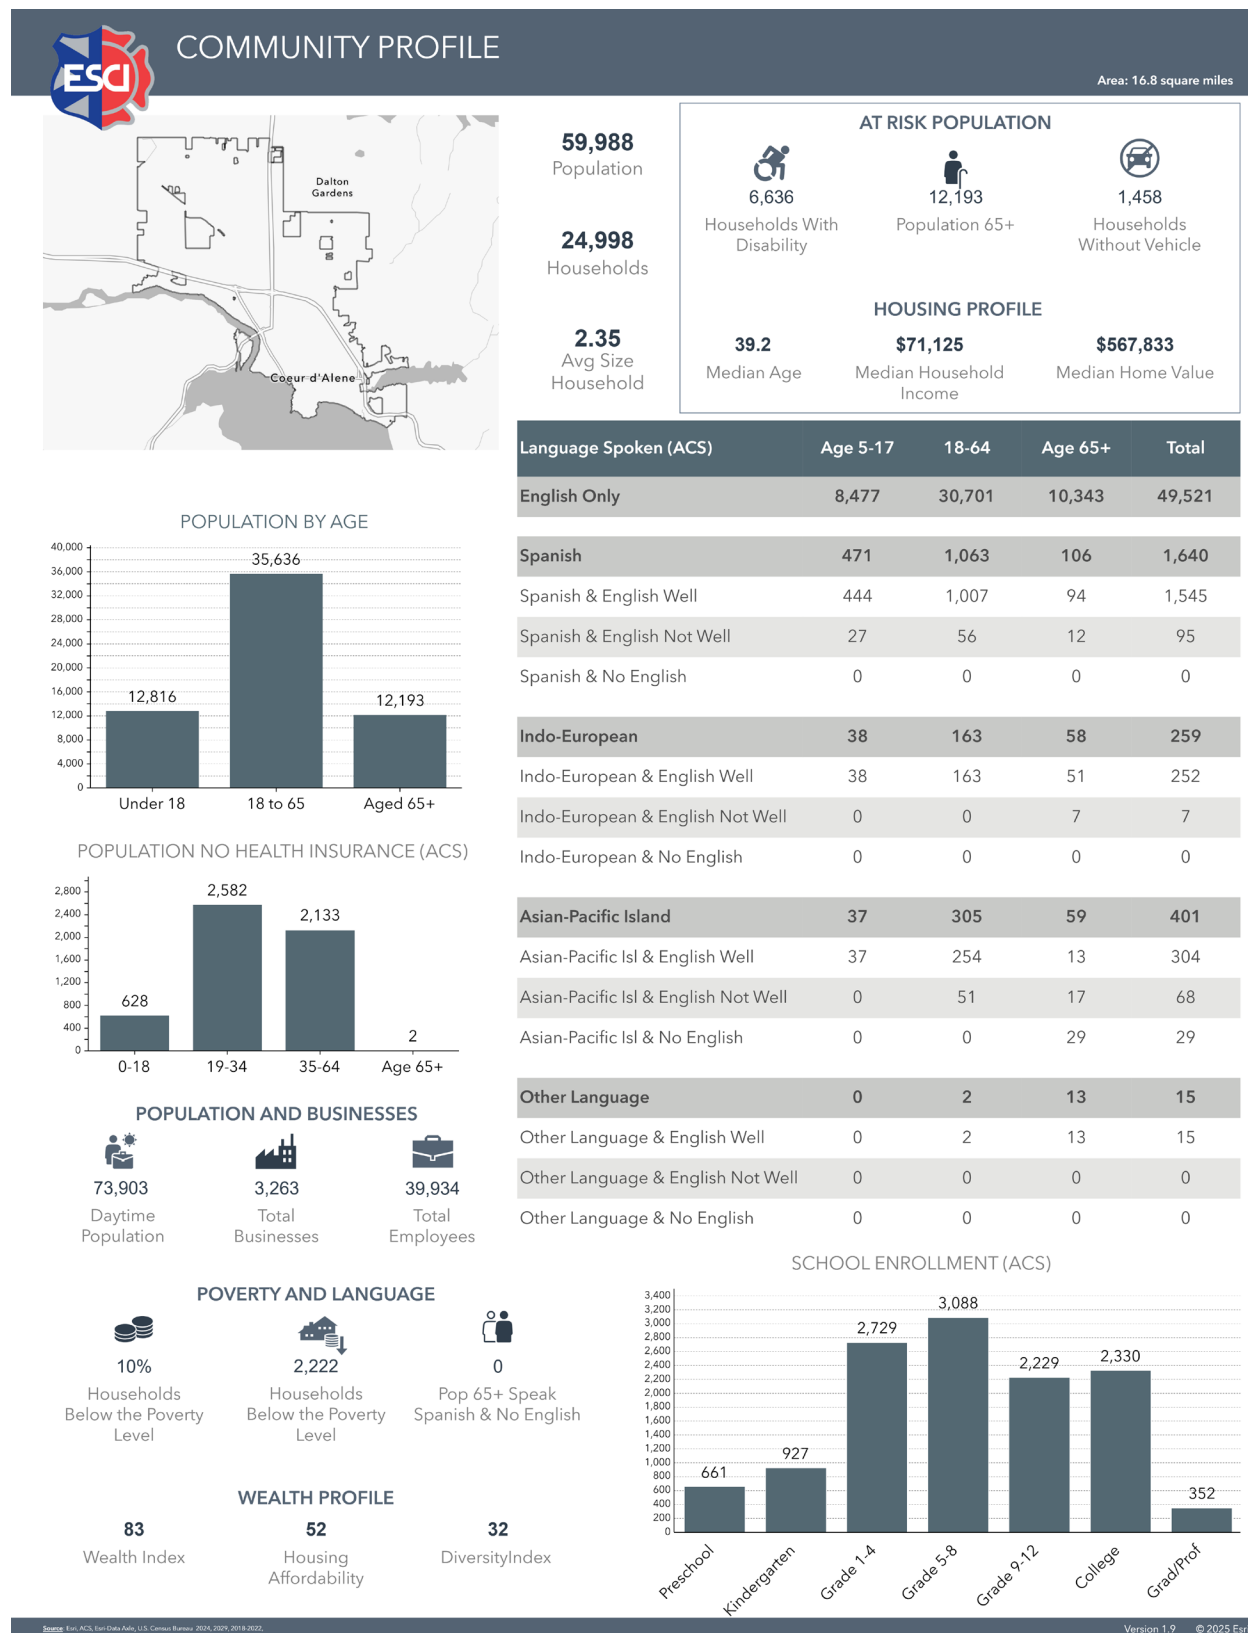 ESCI
COMMUNITY PROFILE
Area: 16.8 square miles
Dalton
Gardens
Coeur d'Alene
59,988
Population
24,998
Households
2.35
Avg Size
Household
AT RISK POPULATION
6,636
Households With
Disability
12,193
Population 65+
1,458
Households
Without Vehicle
HOUSING PROFILE
39.2
Median Age
$71,125
Median Household
Income
$567,833
Median Home Value
POPULATION BY AGE
40,000
36,000
32,000
28,000
24,000
20,000
16,000
12,000
8,000
4,000
0
12,816
35,636
12,193
Under 18
18 to 65
Aged 65+
POPULATION NO HEALTH INSURANCE (ACS)
2,800
2,400
2,000
1,600
1,200
800
400
0
628
2,582
2,133
2
0-18
19-34
35-64
Age 65+
POPULATION AND BUSINESSES
73,903
Daytime
Population
3,263
Total
Businesses
39,934
Total
Employees
POVERTY AND LANGUAGE
10%
Households
Below the Poverty
Level
2,222
Households
Below the Poverty
Level
0
Pop 65+ Speak
Spanish & No English
WEALTH PROFILE
83
Wealth Index
52
Housing
Affordability
32
DiversityIndex
Language Spoken (ACS) Age 5-17 18-64 Age 65+ Total
English Only 8,477 30,701 10,343 49,521
Spanish 471 1,063 106 1,640
Spanish & English Well 444 1,007 94 1,545
Spanish & English Not Well 27 56 12 95
Spanish & No English 0 0 0 0
Indo-European 38 163 58 259
Indo-European & English Well 38 163 51 252
Indo-European & English Not Well 0 0 7 7
Indo-European & No English 0 0 0 0
Asian-Pacific Island 37 305 59 401
Asian-Pacific Isl & English Well 37 254 13 304
Asian-Pacific Isl & English Not Well 0 51 17 68
Asian-Pacific Isl & No English 0 0 29 29
Other Language 0 2 13 15
Other Language & English Well 0 2 13 15
Other Language & English Not Well 0 0 0 0
Other Language & No English 0 0 0 0
SCHOOL ENROLLMENT (ACS)
3,400
3,200
3,000
2,800
2,600
2,400
2,200
2,000
1,800
1,600
1,400
1,200
1,000
800
600
400
200
0
661
927
2,729
3,088
2,229
2,330
352
Preschool
Kindergarten
Grade 1-4
Grade 5-8
Grade 9-12
College
Grad/Prof
Source: Esri, ACS, Esri-Data Axle, U.S. Census Bureau 2024, 2029, 2018-2022,
Version 1.9 © 2025 Esri